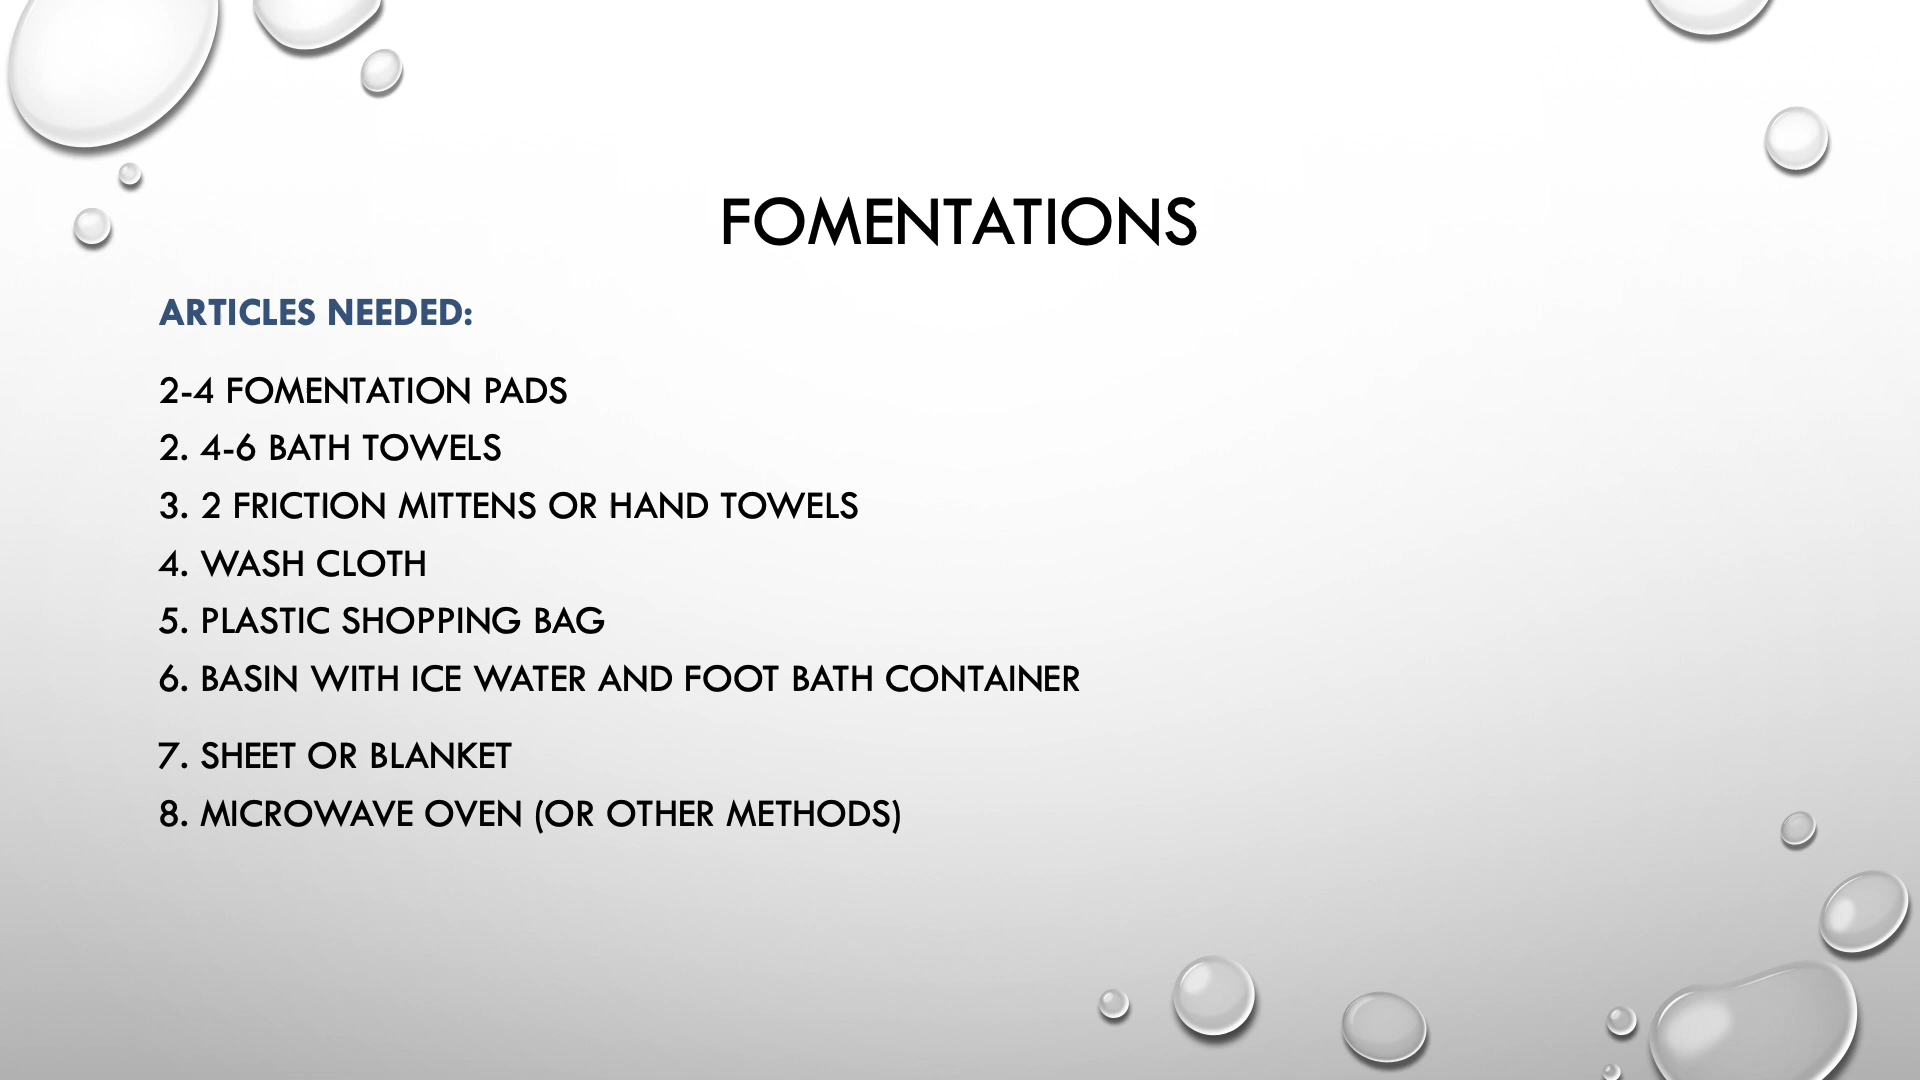 FOMENTATIONS
ARTICLES NEEDED:
2-4 FOMENTATION PADS
2. 4-6 BATH TOWELS
3. 2 FRICTION MITTENS OR HAND TOWELS
4. WASH CLOTH
5. PLASTIC SHOPPING BAG
6. BASIN WITH ICE WATER AND FOOT BATH CONTAINER
7. SHEET OR BLANKET
8. MICROWAVE OVEN (OR OTHER METHODS)